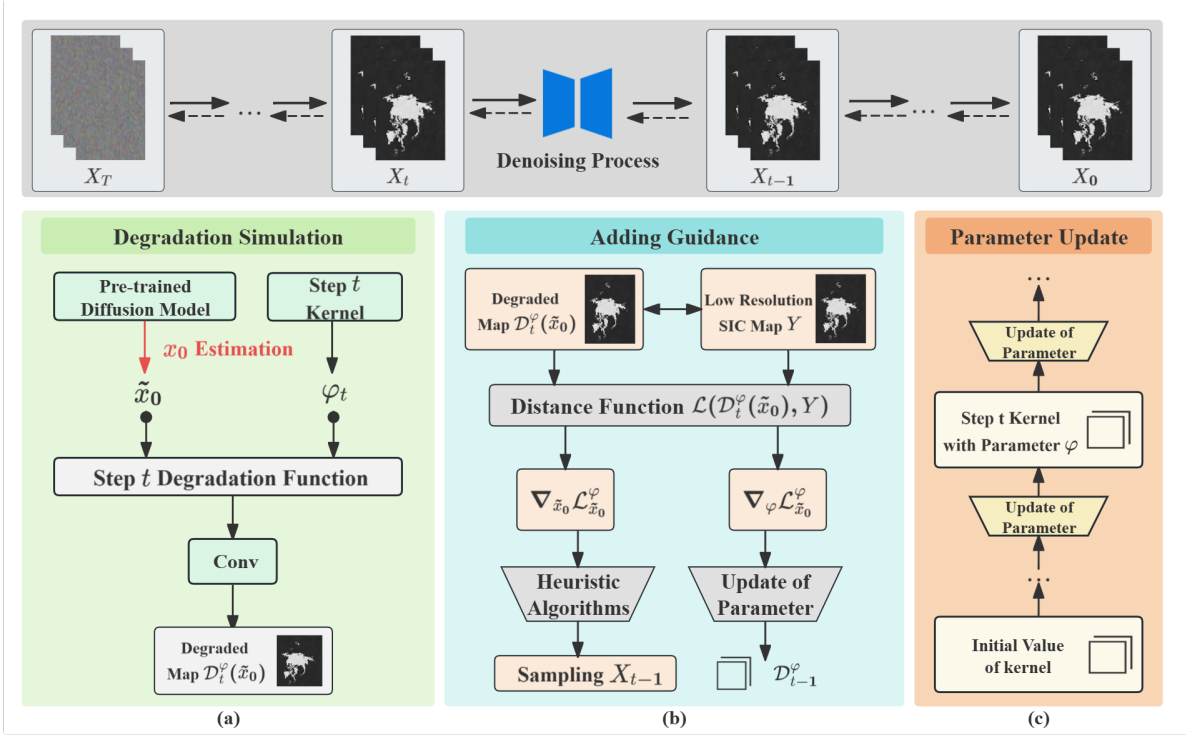 ... ...
Denoising Process
X_T X_t X_{t-1} X_0
Degradation Simulation
Pre-trained
Diffusion Model
Step t
Kernel
x_0 Estimation
x̃_0 φ_t
Step t Degradation Function
Conv
Degraded
Map 𝒟_t^φ(x̃_0)
(a)
Adding Guidance
Degraded
Map 𝒟_t^φ(x̃_0)
Low Resolution
SIC Map Y
Distance Function ℒ(𝒟_t^φ(x̃_0), Y)
∇_{x̃_0} ℒ_{x̃_0}^φ
∇_φ ℒ_{x̃_0}^φ
Heuristic
Algorithms
Update of
Parameter
Sampling X_{t-1}
𝒟_{t-1}^φ
(b)
Parameter Update
...
Update of
Parameter
Step t Kernel
with Parameter φ
Update of
Parameter
...
Initial Value
of kernel
(c)